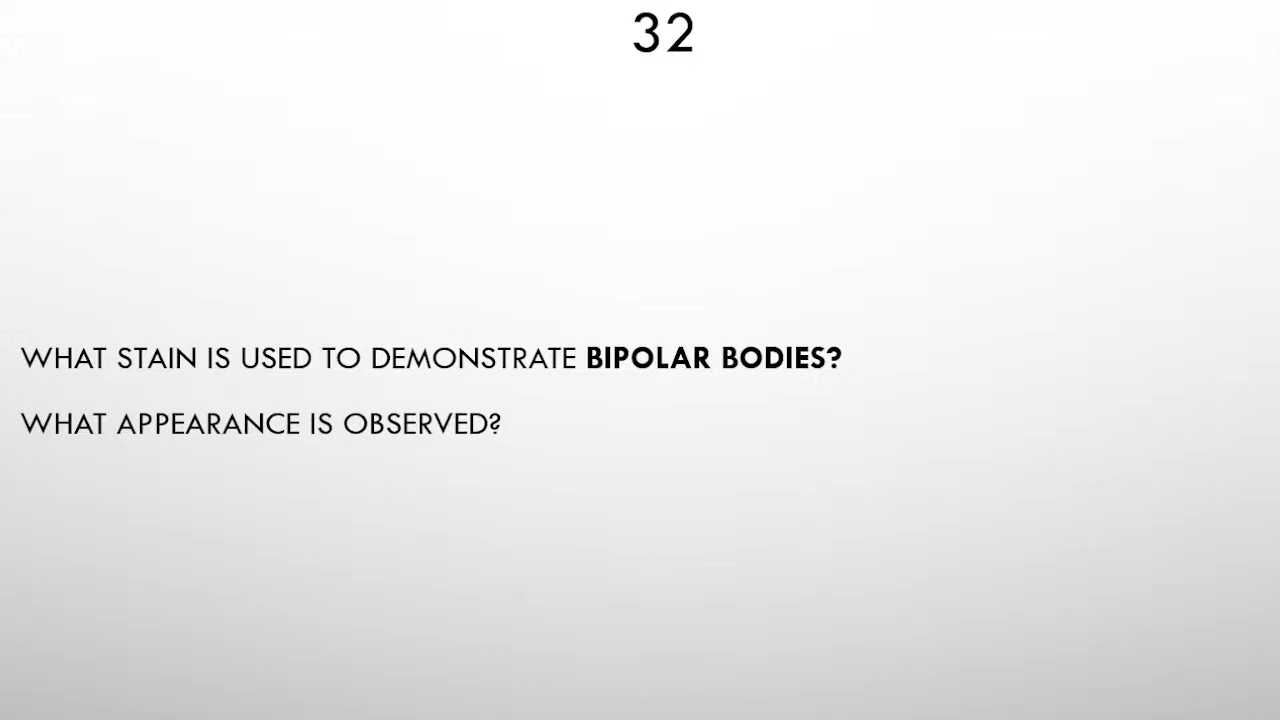 32
WHAT STAIN IS USED TO DEMONSTRATE BIPOLAR BODIES?
WHAT APPEARANCE IS OBSERVED?